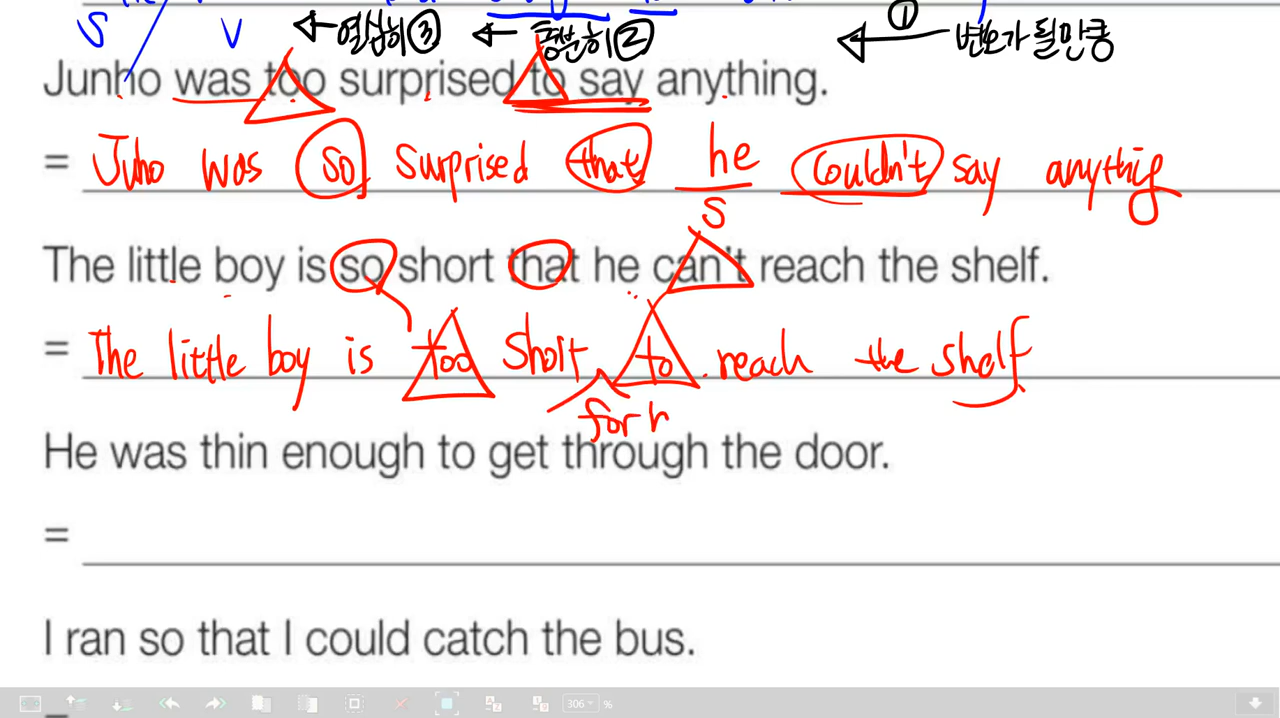 S V 열심히③ 충분히② ① 변호가 될만큼
Junho was too surprised to say anything.
= Juho was so surprised that he couldn't say anything
S
The little boy is so short that he can't reach the shelf.
= The little boy is too short to reach the shelf
for h
He was thin enough to get through the door.
=
I ran so that I could catch the bus.
306 %